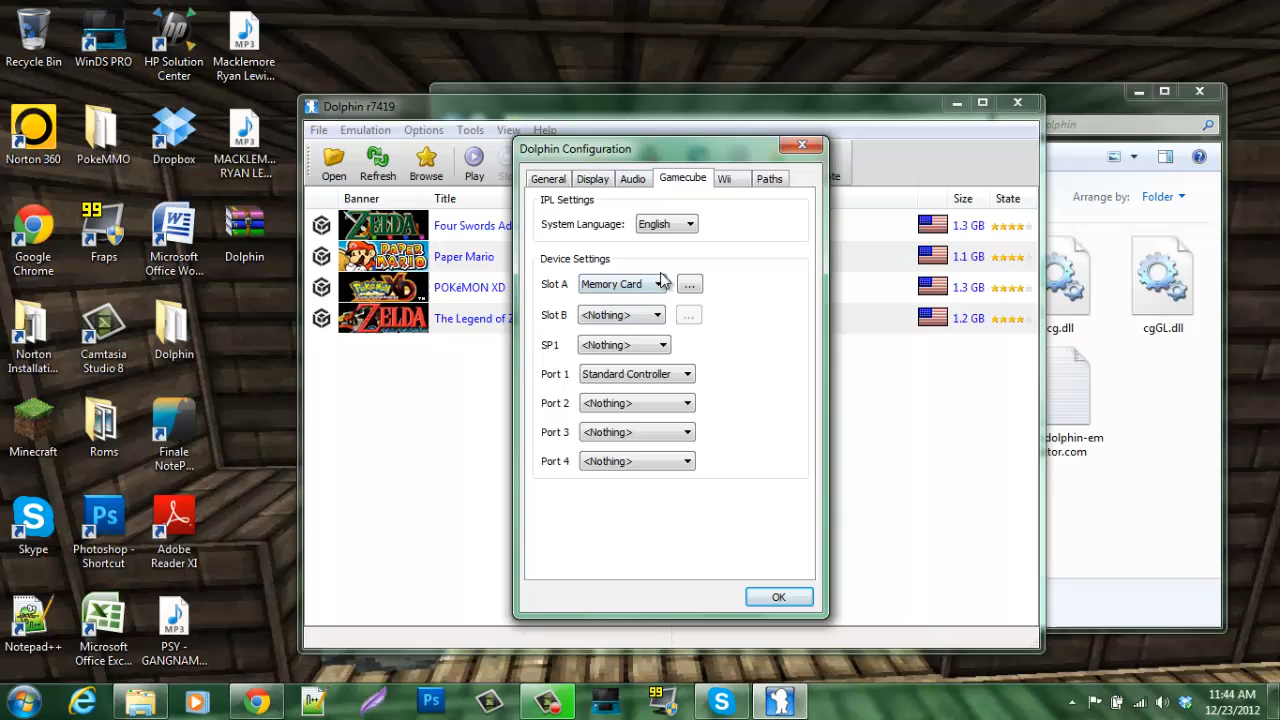 Recycle Bin
WinDS PRO
HP Solution
Center
Macklemore
Ryan Lewi...
Norton 360
PokeMMO
Dropbox
MACKLEM...
RYAN LE...
Google
Chrome
99
Fraps
Microsoft
Office Wo...
Dolphin
Norton
Installati...
Camtasia
Studio 8
Dolphin
Minecraft
Roms
Finale
NoteP...
Skype
Photoshop -
Shortcut
Adobe
Reader XI
Notepad++
Microsoft
Office Exc...
PSY -
GANGNAM...
Dolphin r7419
File Emulation Options Tools View Help
Open Refresh Browse Play
Banner Title Size State
Four Swords Ad
1.3 GB
Paper Mario
1.1 GB
POKéMON XD
1.3 GB
The Legend of Z
1.2 GB
ZELDA
PAPER
MARIO
ZELDA
Dolphin Configuration
General Display Audio Gamecube Wii Paths
IPL Settings
System Language: English
Device Settings
Slot A Memory Card ...
Slot B <Nothing> ...
SP1 <Nothing>
Port 1 Standard Controller
Port 2 <Nothing>
Port 3 <Nothing>
Port 4 <Nothing>
OK
Arrange by: Folder
cg.dll
cgGL.dll
dolphin-em
tor.com
99
11:44 AM
12/23/2012